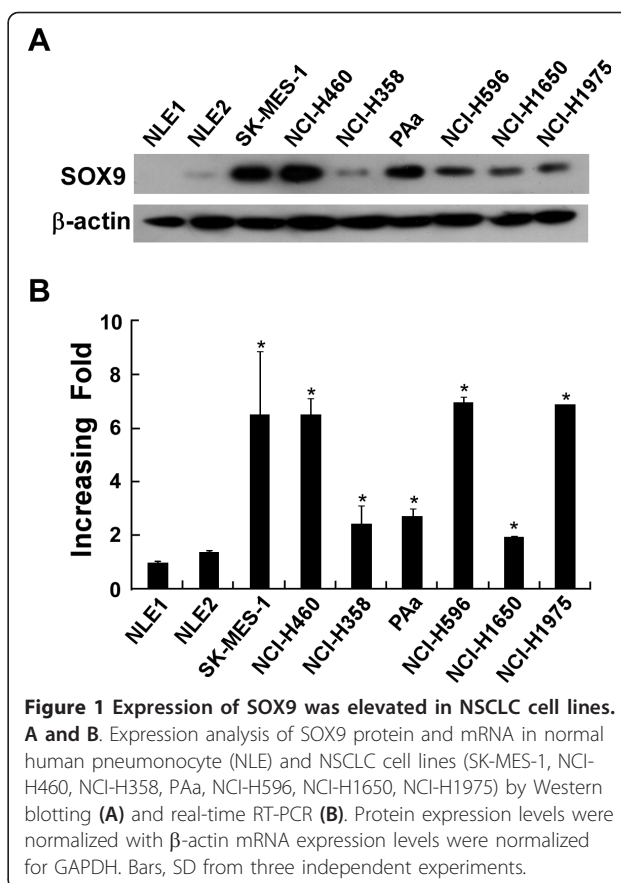 A
NLE1 NLE2 SK-MES-1 NCI-H460 NCI-H358 PAa NCI-H596 NCI-H1650 NCI-H1975
SOX9
β-actin
B
Increasing Fold
10
8
6
4
2
0
* * * * * * *
NLE1 NLE2 SK-MES-1 NCI-H460 NCI-H358 PAa NCI-H596 NCI-H1650 NCI-H1975
Figure 1 Expression of SOX9 was elevated in NSCLC cell lines.
A and B. Expression analysis of SOX9 protein and mRNA in normal
human pneumonocyte (NLE) and NSCLC cell lines (SK-MES-1, NCI-
H460, NCI-H358, PAa, NCI-H596, NCI-H1650, NCI-H1975) by Western
blotting (A) and real-time RT-PCR (B). Protein expression levels were
normalized with β-actin mRNA expression levels were normalized
for GAPDH. Bars, SD from three independent experiments.